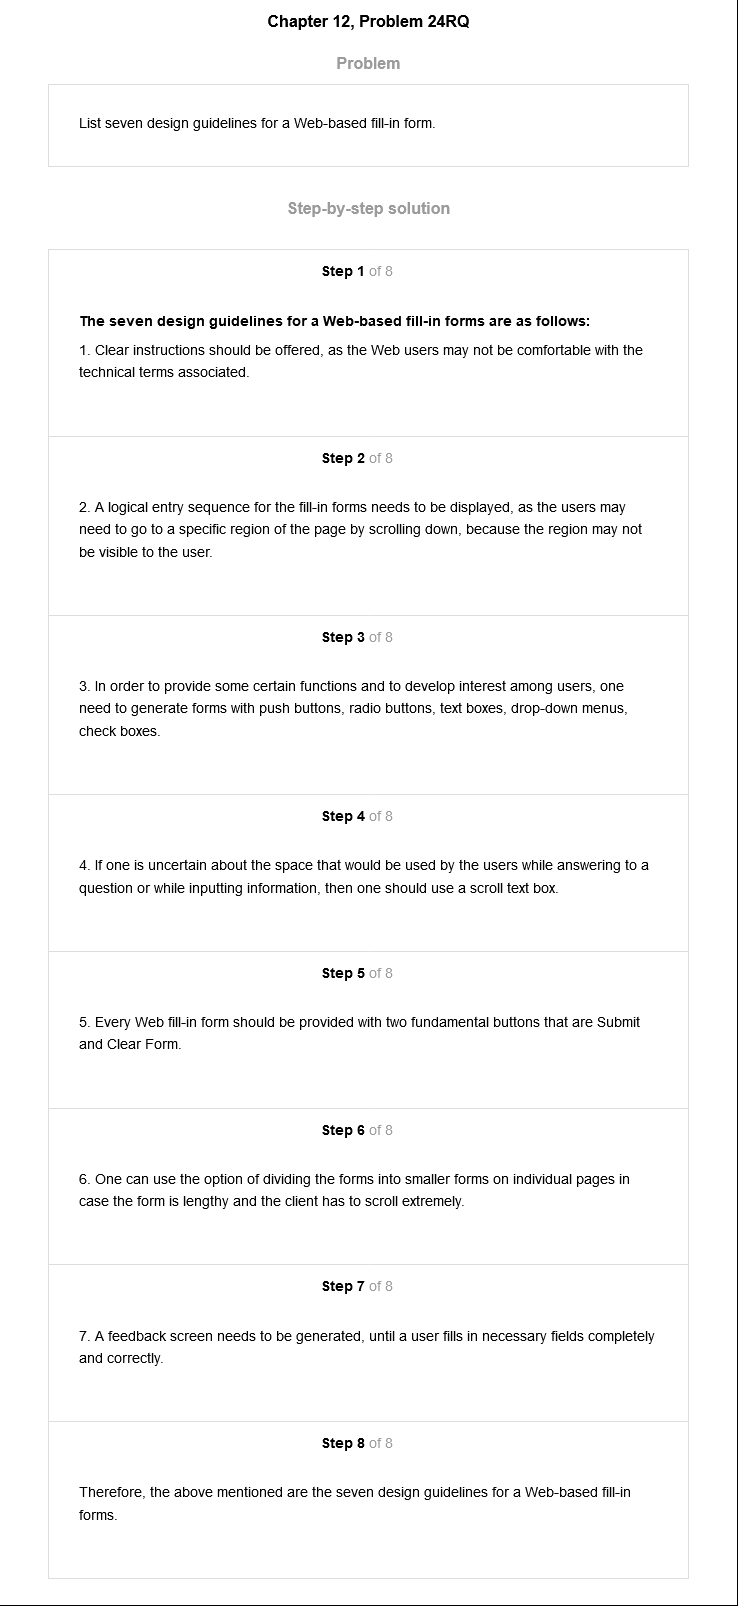 Chapter 12, Problem 24RQ
Problem
List seven design guidelines for a Web-based fill-in form.
Step-by-step solution
Step 1 of 8
The seven design guidelines for a Web-based fill-in forms are as follows:
1. Clear instructions should be offered, as the Web users may not be comfortable with the
technical terms associated.
Step 2 of 8
2. A logical entry sequence for the fill-in forms needs to be displayed, as the users may
need to go to a specific region of the page by scrolling down, because the region may not
be visible to the user.
Step 3 of 8
3. In order to provide some certain functions and to develop interest among users, one
need to generate forms with push buttons, radio buttons, text boxes, drop-down menus,
check boxes.
Step 4 of 8
4. If one is uncertain about the space that would be used by the users while answering to a
question or while inputting information, then one should use a scroll text box.
Step 5 of 8
5. Every Web fill-in form should be provided with two fundamental buttons that are Submit
and Clear Form.
Step 6 of 8
6. One can use the option of dividing the forms into smaller forms on individual pages in
case the form is lengthy and the client has to scroll extremely.
Step 7 of 8
7. A feedback screen needs to be generated, until a user fills in necessary fields completely
and correctly.
Step 8 of 8
Therefore, the above mentioned are the seven design guidelines for a Web-based fill-in
forms.